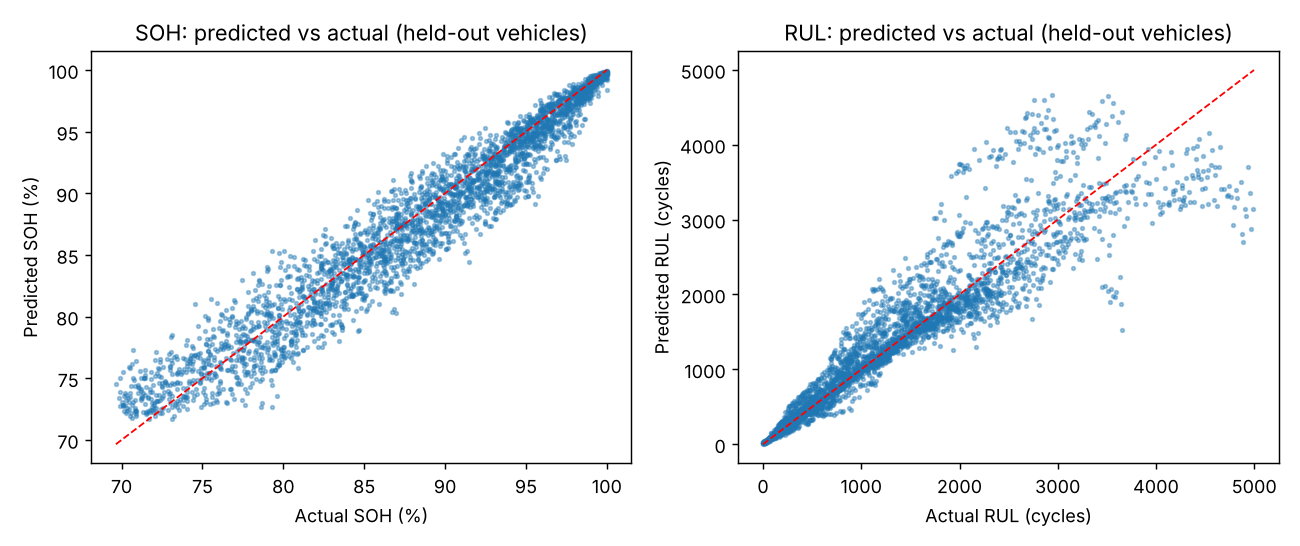 SOH: predicted vs actual (held-out vehicles)
100
95
90
85
80
75
70
Predicted SOH (%)
70 75 80 85 90 95 100
Actual SOH (%)
RUL: predicted vs actual (held-out vehicles)
5000
4000
3000
2000
1000
0
Predicted RUL (cycles)
0 1000 2000 3000 4000 5000
Actual RUL (cycles)